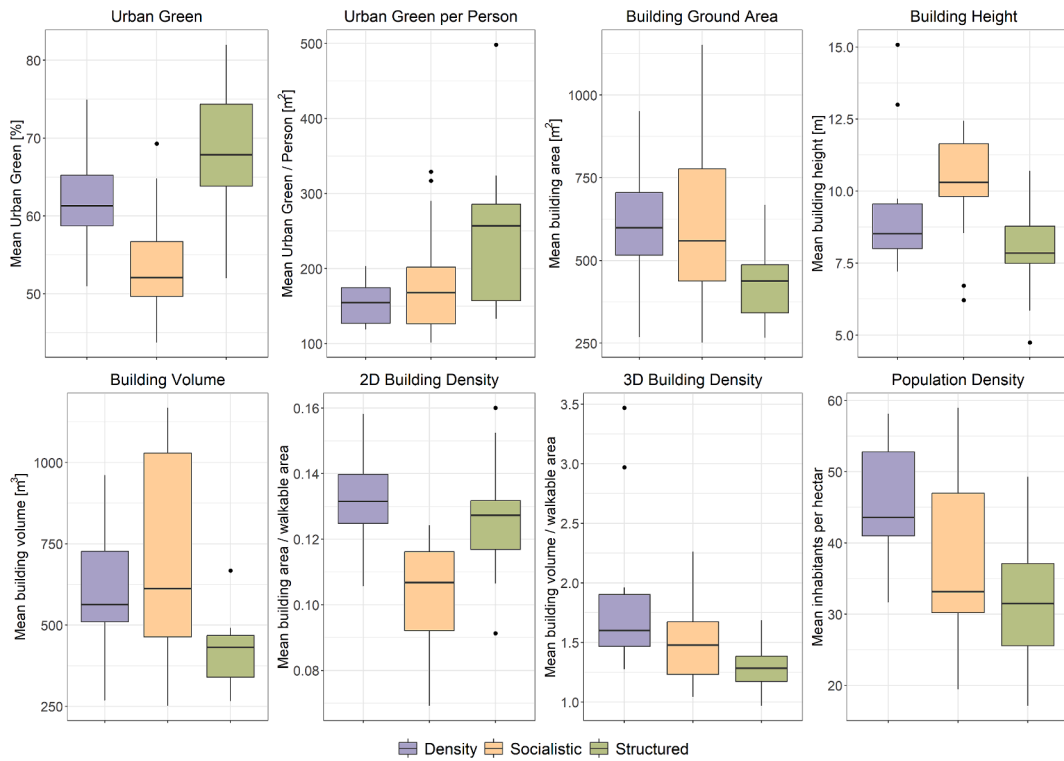 Urban Green
Urban Green per Person
Building Ground Area
Building Height
Mean Urban Green [%]
80
70
60
50
Mean Urban Green / Person [m²]
500
400
300
200
100
Mean building area [m²]
1000
750
500
250
Mean building height [m]
15.0
12.5
10.0
7.5
5.0
Building Volume
2D Building Density
3D Building Density
Population Density
Mean building volume [m³]
1000
750
500
250
Mean building area / walkable area
0.16
0.14
0.12
0.10
0.08
Mean building volume / walkable area
3.5
3.0
2.5
2.0
1.5
1.0
Mean inhabitants per hectar
60
50
40
30
20
Density Socialistic Structured